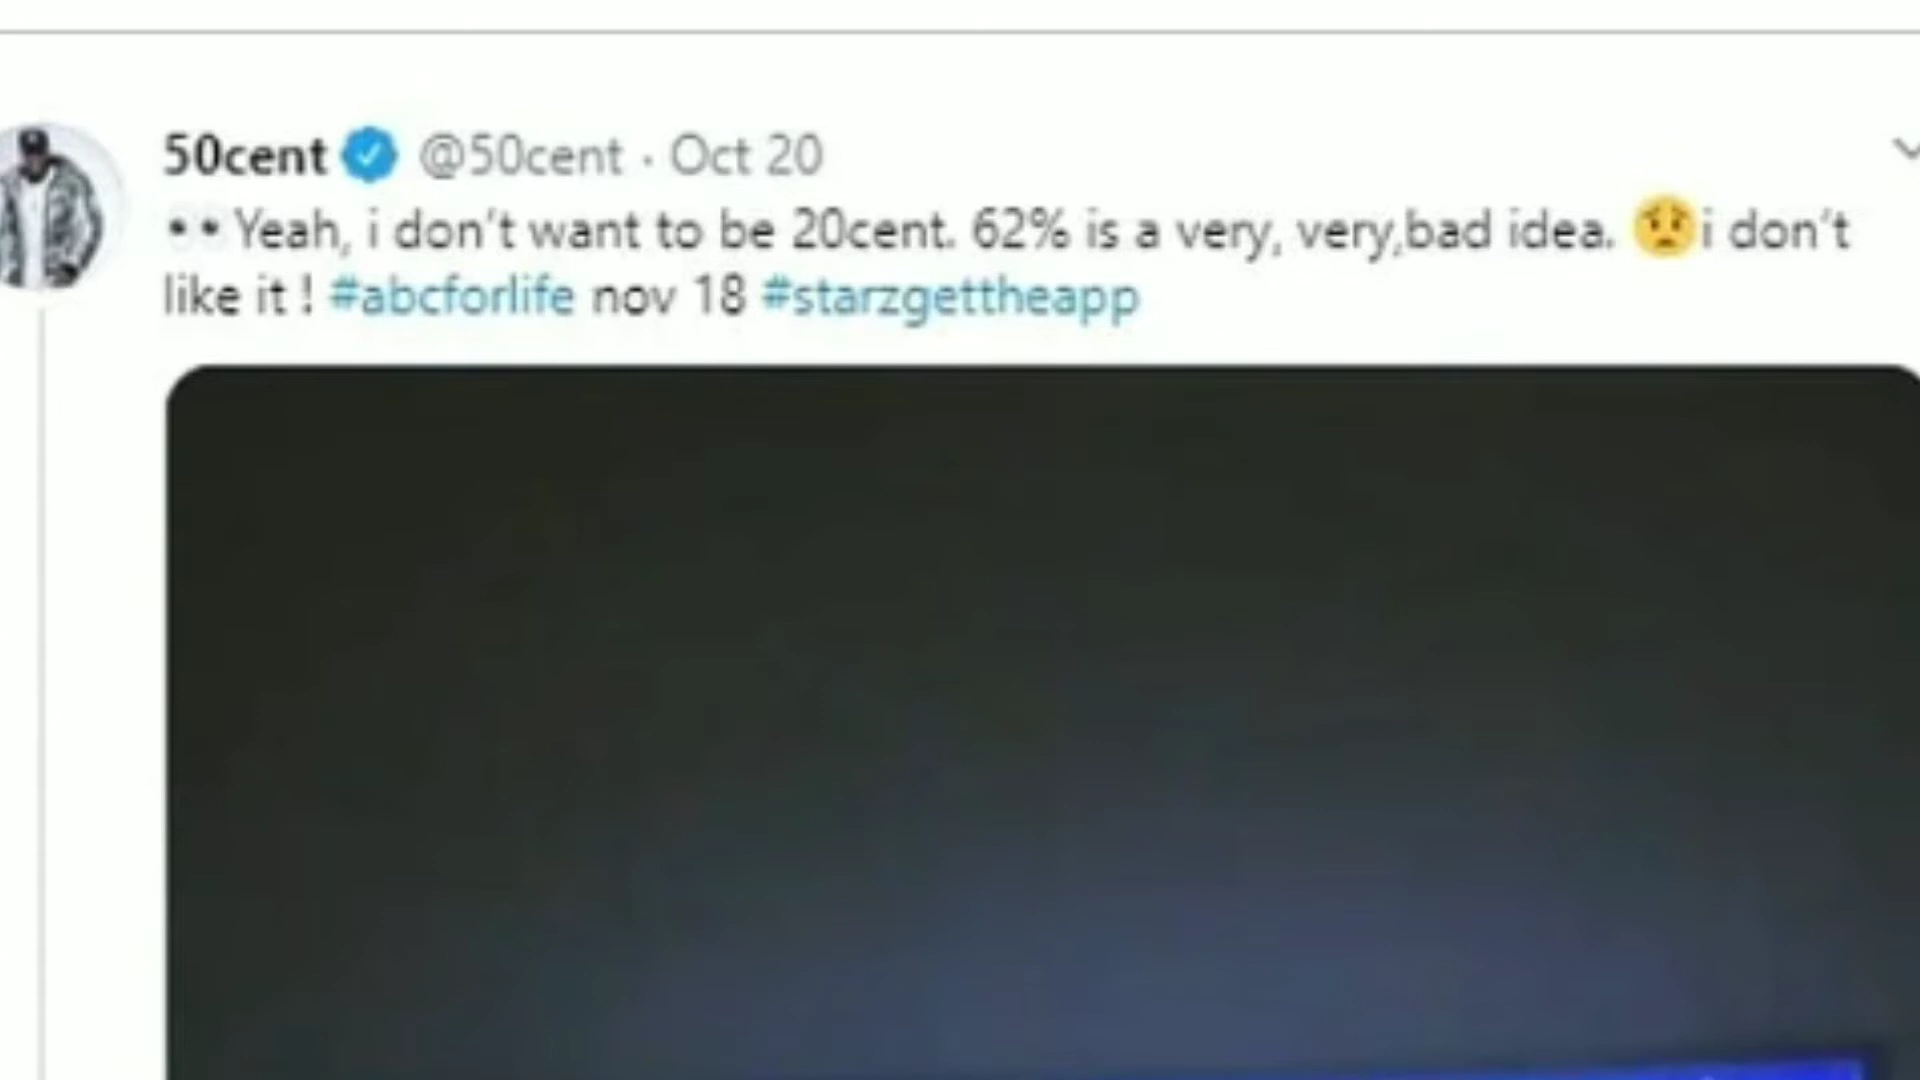 50cent @50cent · Oct 20
👀Yeah, i don't want to be 20cent. 62% is a very, very,bad idea. 😟i don't
like it ! #abcforlife nov 18 #starzgettheapp